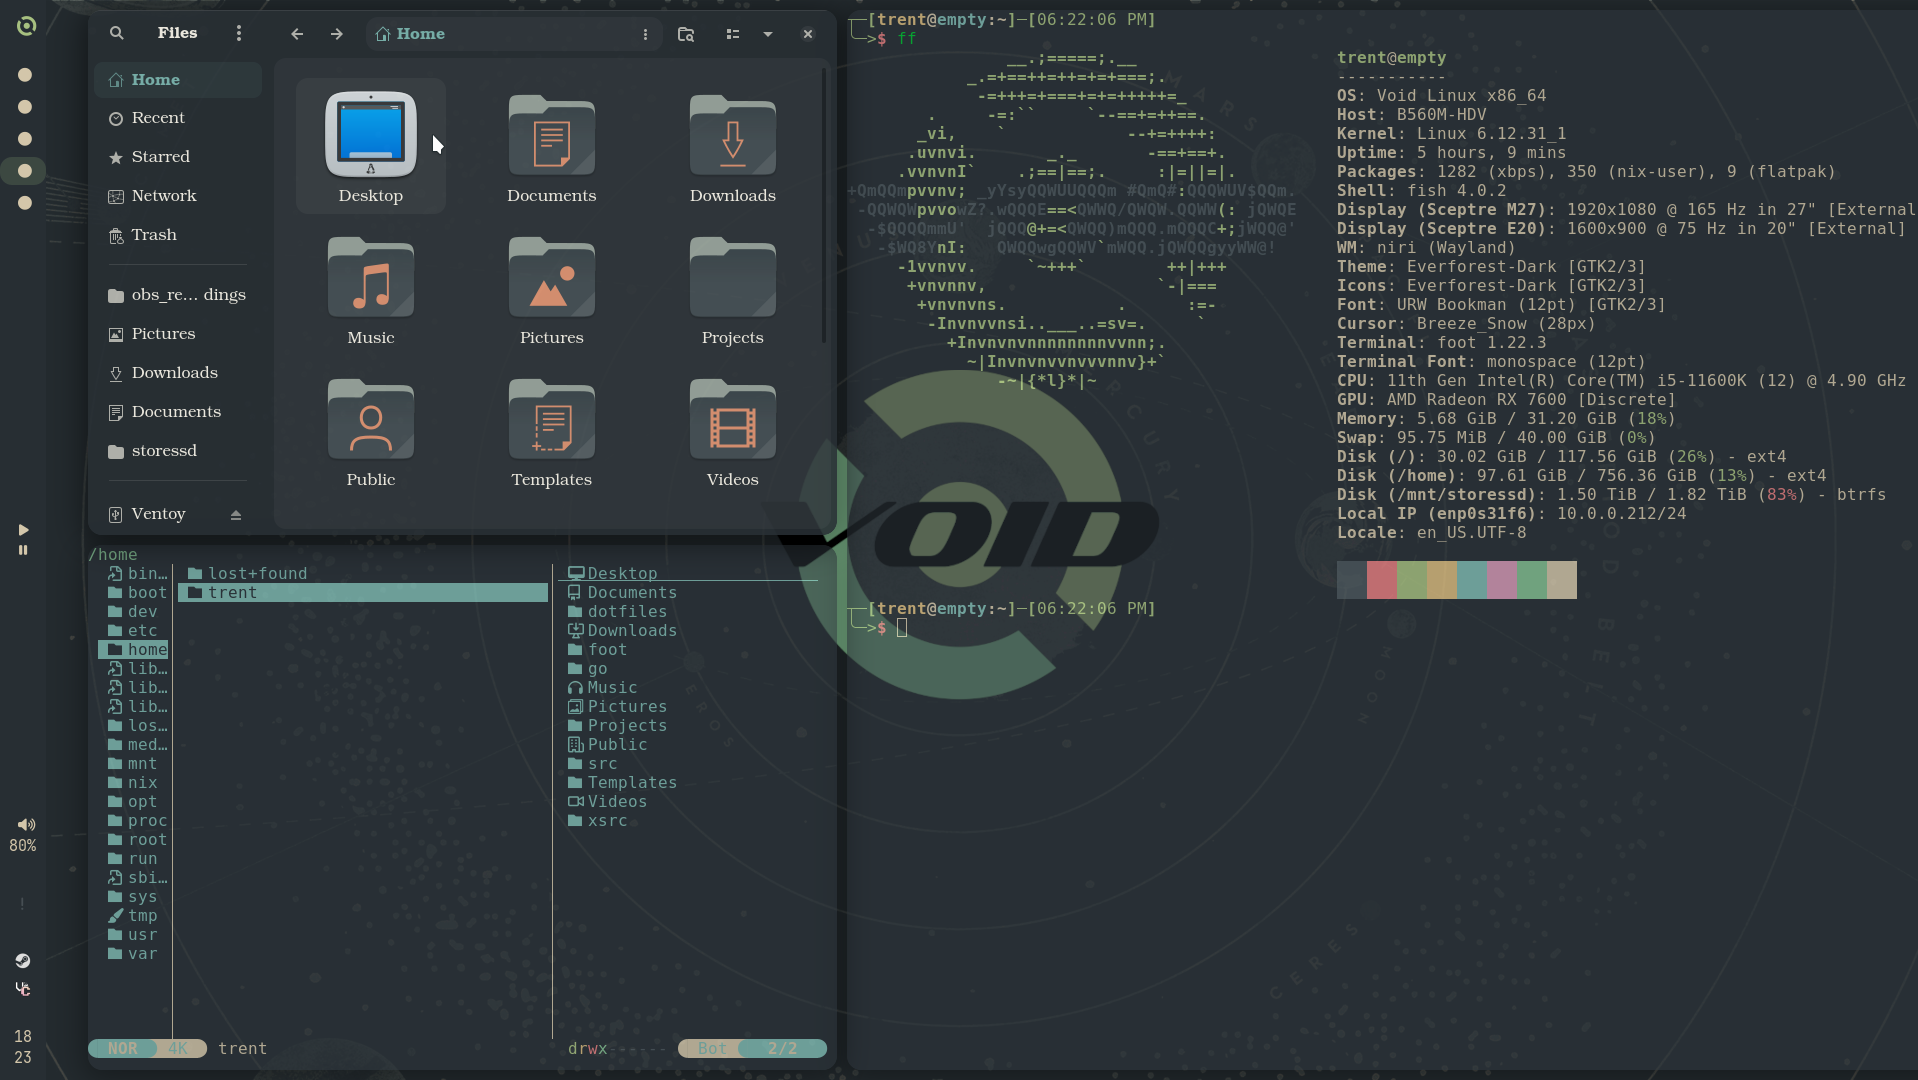 Files
Home
Home
Recent
Starred
Network
Trash
obs_re... dings
Pictures
Downloads
Documents
storessd
Ventoy
Desktop
Documents
Downloads
Music
Pictures
Projects
Public
Templates
Videos
80%
!
18
23
/home
bin…
boot
dev
etc
home
lib…
lib…
lib…
los…
med…
mnt
nix
opt
proc
root
run
sbi…
sys
tmp
usr
var
lost+found
trent
Desktop
Documents
dotfiles
Downloads
foot
go
Music
Pictures
Projects
Public
src
Templates
Videos
xsrc
NOR 4K trent
drwx------ Bot 2/2
[trent@empty:~]─[06:22:06 PM]
>$ ff
trent@empty
-----------
OS: Void Linux x86_64
Host: B560M-HDV
Kernel: Linux 6.12.31_1
Uptime: 5 hours, 9 mins
Packages: 1282 (xbps), 350 (nix-user), 9 (flatpak)
Shell: fish 4.0.2
Display (Sceptre M27): 1920x1080 @ 165 Hz in 27" [External
Display (Sceptre E20): 1600x900 @ 75 Hz in 20" [External]
WM: niri (Wayland)
Theme: Everforest-Dark [GTK2/3]
Icons: Everforest-Dark [GTK2/3]
Font: URW Bookman (12pt) [GTK2/3]
Cursor: Breeze_Snow (28px)
Terminal: foot 1.22.3
Terminal Font: monospace (12pt)
CPU: 11th Gen Intel(R) Core(TM) i5-11600K (12) @ 4.90 GHz
GPU: AMD Radeon RX 7600 [Discrete]
Memory: 5.68 GiB / 31.20 GiB (18%)
Swap: 95.75 MiB / 40.00 GiB (0%)
Disk (/): 30.02 GiB / 117.56 GiB (26%) - ext4
Disk (/home): 97.61 GiB / 756.36 GiB (13%) - ext4
Disk (/mnt/storessd): 1.50 TiB / 1.82 TiB (83%) - btrfs
Local IP (enp0s31f6): 10.0.0.212/24
Locale: en_US.UTF-8
[trent@empty:~]─[06:22:06 PM]
>$
VOID
MARS
EROS
MOON
CERES